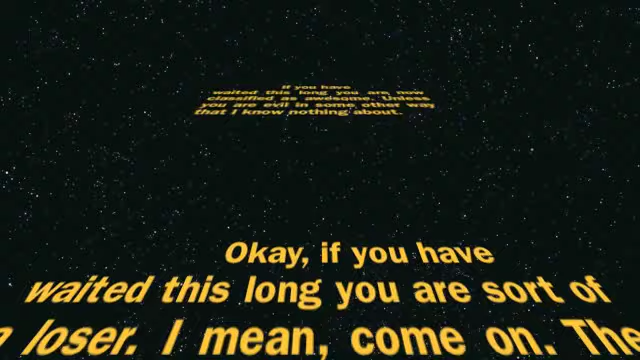 If you have
waited this long you are now
classified as awesome. Unless
you are evil in some other way
that I know nothing about.
Okay, if you have
waited this long you are sort of
loser. I mean, come on.